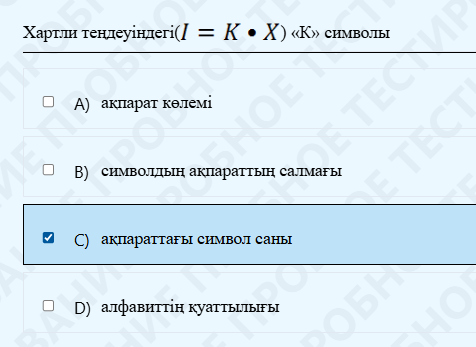 Хартли теңдеуіндегі(I = K • X) «К» символы
A) ақпарат көлемі
B) символдың ақпараттың салмағы
C) ақпараттағы символ саны
D) алфавиттің қуаттылығы